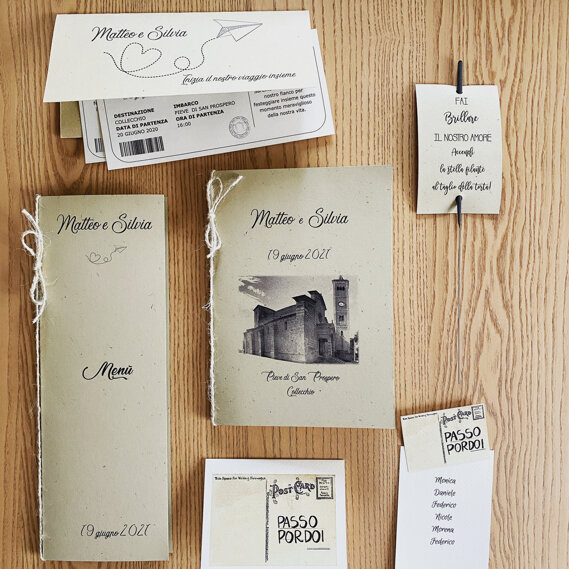 Matteo e Silvia
Inizia il nostro viaggio insieme
DESTINAZIONE
COLLECCHIO
DATA DI PARTENZA
20 GIUGNO 2020
IMBARCO
PIEVE DI SAN PROSPERO
ORA DI PARTENZA
16:00
nostro fianco per
festeggiare insieme questo
momento meraviglioso
della nostra vita.
FAI
Brillare
IL NOSTRO AMORE
Accendi
la stella filante
al taglio della torta!
Matteo e Silvia
Menù
19 giugno 2021
Matteo e Silvia
19 giugno 2021
Pieve di San Prospero
Collecchio
POST CARD
PASSO
PORDOI
POST CARD
PASSO
PORDOI
Monica
Daniele
Federico
Nicole
Morena
Federico